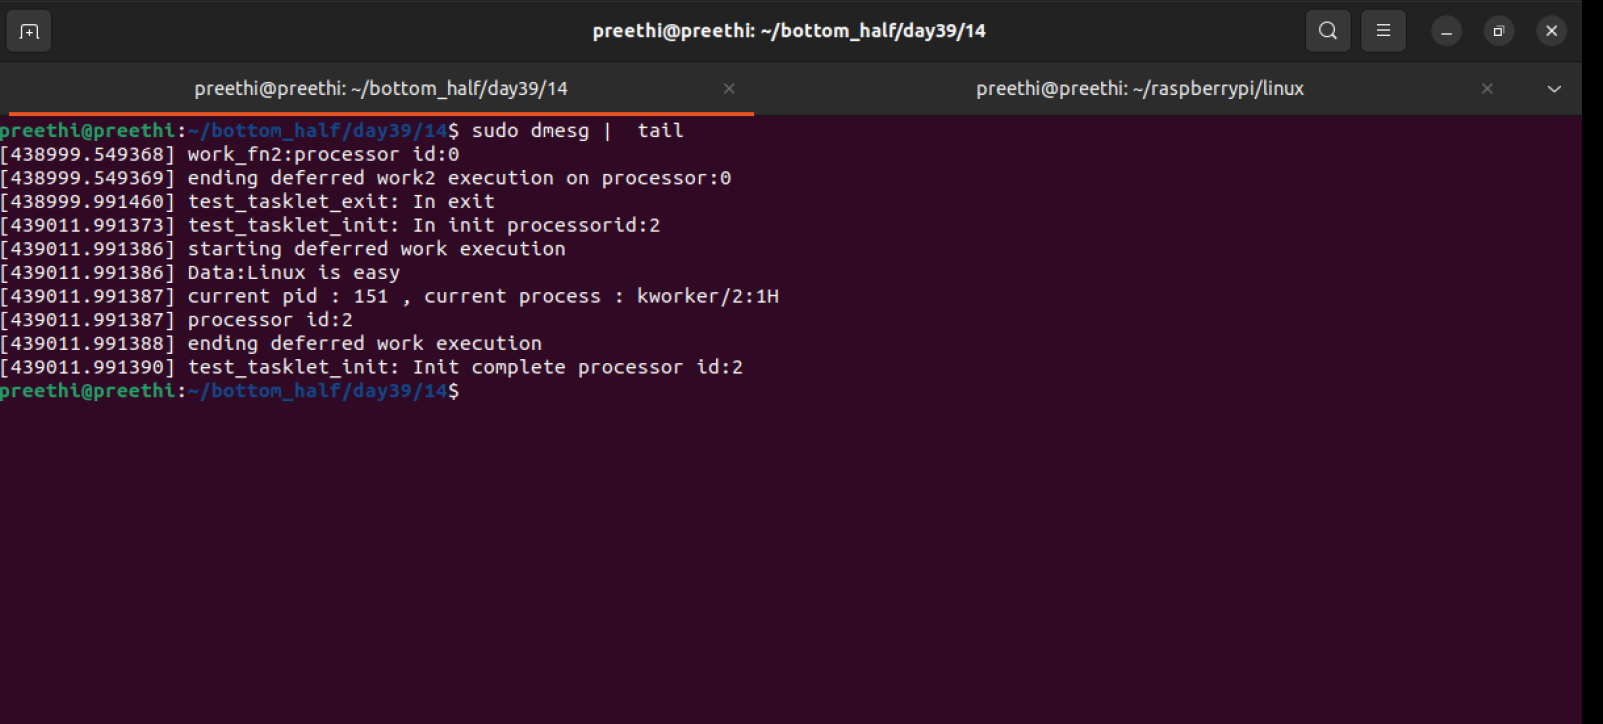 preethi@preethi: ~/bottom_half/day39/14
preethi@preethi: ~/bottom_half/day39/14
preethi@preethi: ~/raspberrypi/linux
preethi@preethi:~/bottom_half/day39/14$ sudo dmesg |  tail
[438999.549368] work_fn2:processor id:0
[438999.549369] ending deferred work2 execution on processor:0
[438999.991460] test_tasklet_exit: In exit
[439011.991373] test_tasklet_init: In init processorid:2
[439011.991386] starting deferred work execution
[439011.991386] Data:Linux is easy
[439011.991387] current pid : 151 , current process : kworker/2:1H
[439011.991387] processor id:2
[439011.991388] ending deferred work execution
[439011.991390] test_tasklet_init: Init complete processor id:2
preethi@preethi:~/bottom_half/day39/14$